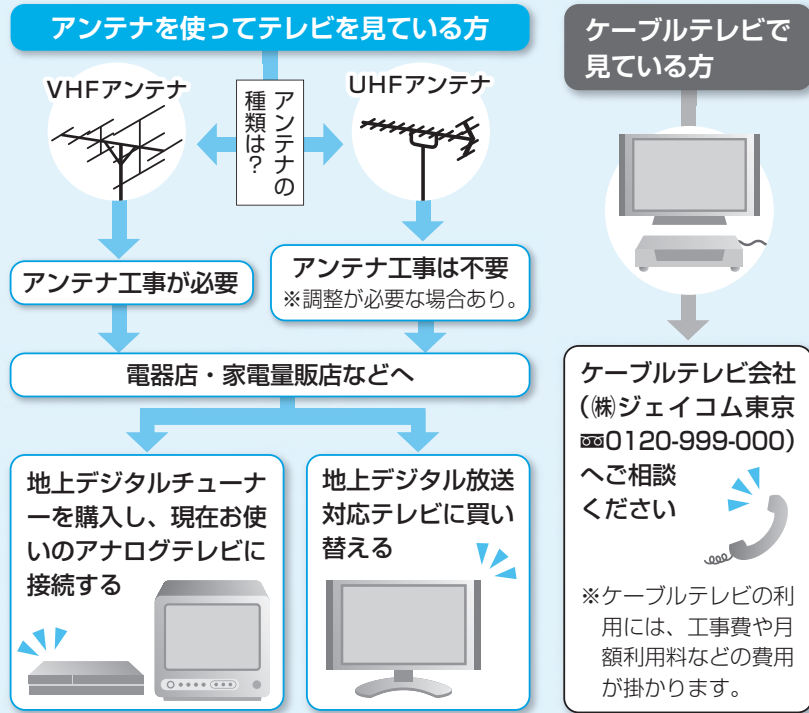 アンテナを使ってテレビを見ている方
VHFアンテナ
アンテナの
種類は?
UHFアンテナ
アンテナ工事が必要
アンテナ工事は不要
※調整が必要な場合あり。
電器店・家電量販店などへ
地上デジタルチューナ
ーを購入し、現在お使
いのアナログテレビに
接続する
地上デジタル放送
対応テレビに買い
替える
ケーブルテレビで
見ている方
ケーブルテレビ会社
(㈱ジェイコム東京
0120-999-000)
へご相談
ください
※ケーブルテレビの利
用には、工事費や月
額利用料などの費用
が掛かります。